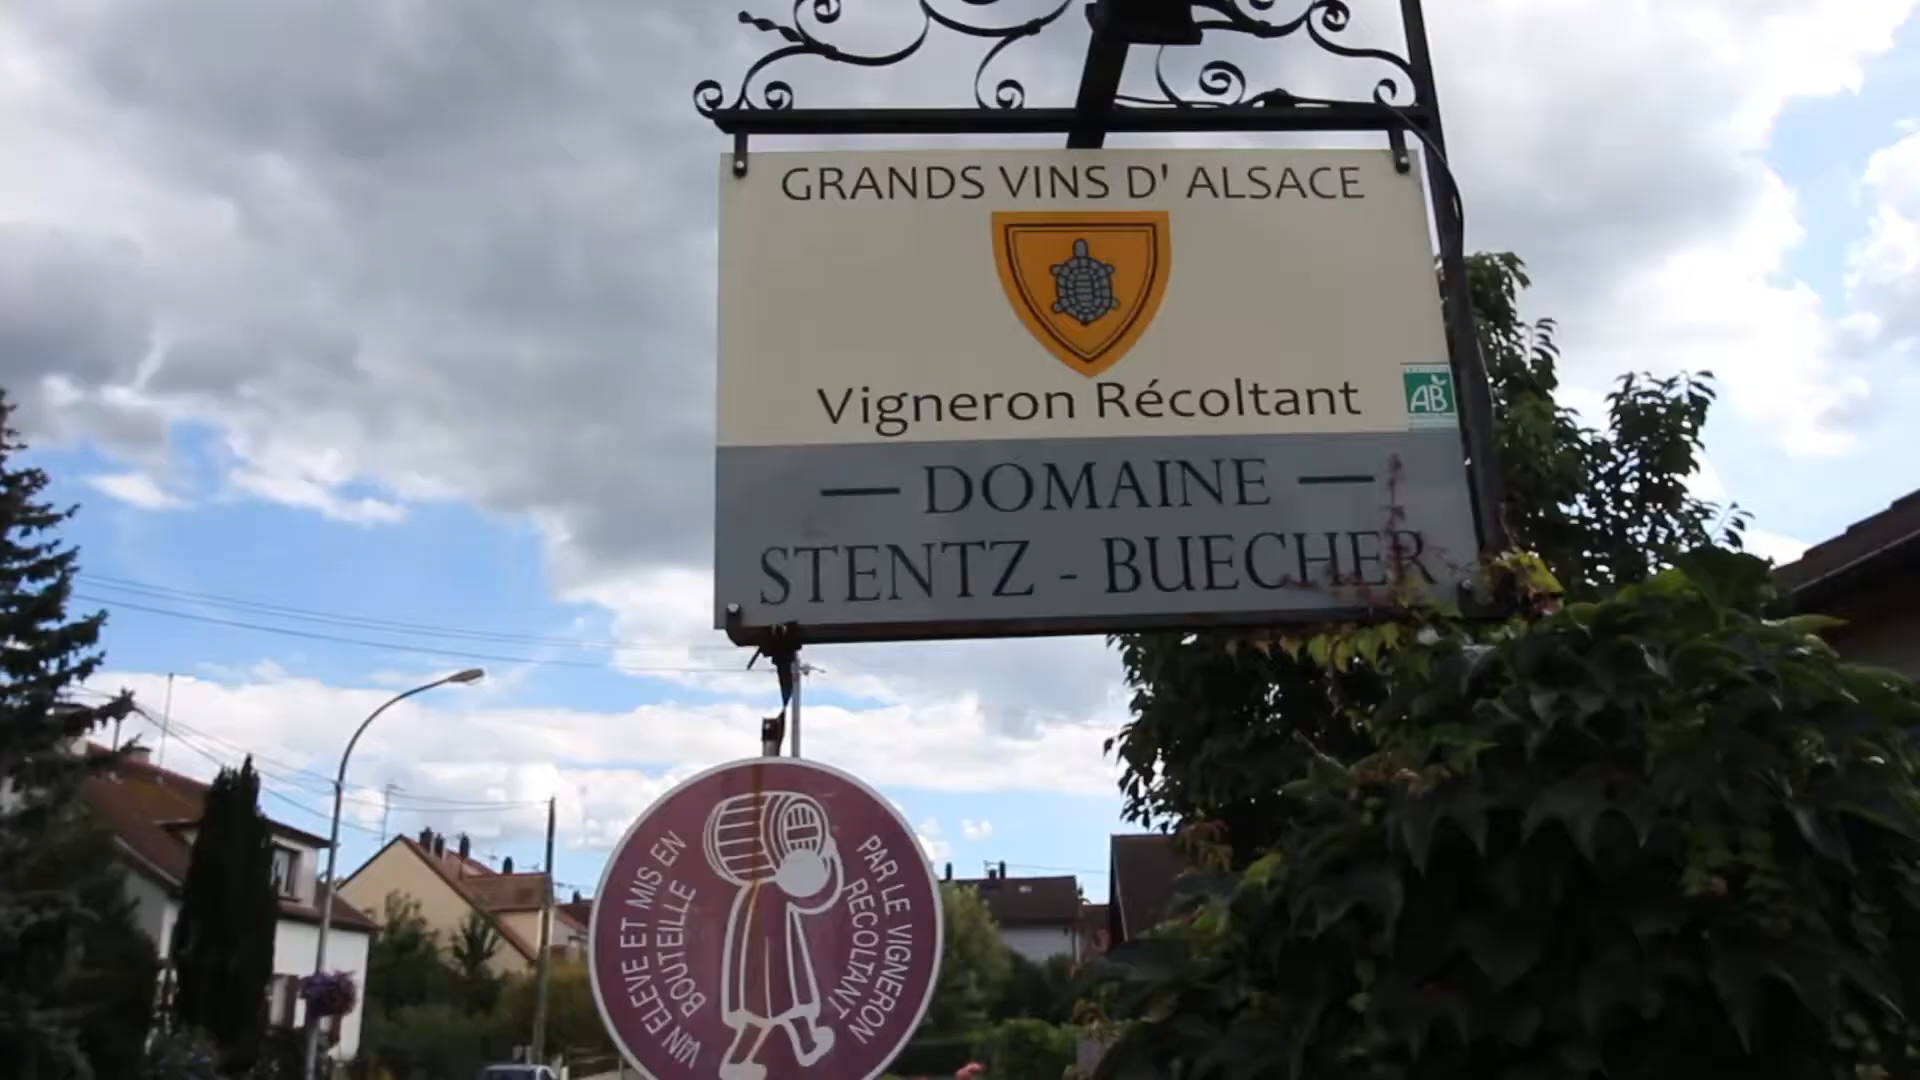 GRANDS VINS D' ALSACE
Vigneron Récoltant
AB
— DOMAINE —
STENTZ - BUECHER
VIN ELEVE ET MIS EN
BOUTEILLE
PAR LE VIGNERON
RECOLTANT